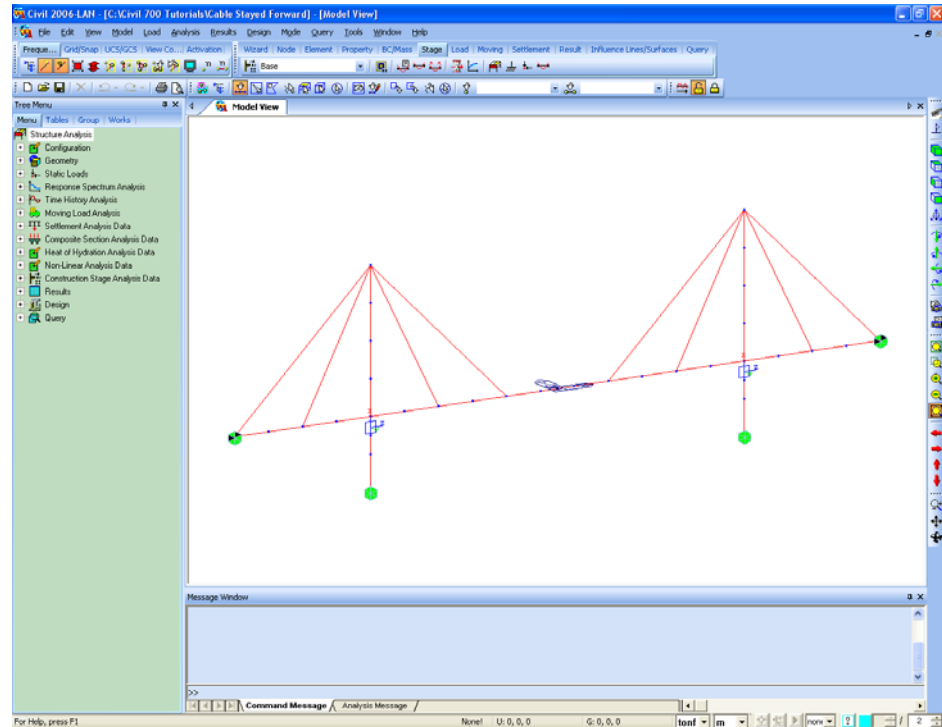 Civil 2006-LAN - [C:\Civil 700 Tutorials\Cable Stayed Forward] - [Model View]
File Edit View Model Load Analysis Results Design Mode Query Tools Window Help
Freque... Grid/Snap UCS/GCS View Co... Activation Wizard Node Element Property BC/Mass Stage Load Moving Settlement Result Influence Lines/Surfaces Query
Base
Tree Menu
Model View
Menu Tables Group Works
Structure Analysis
Configuration
Geometry
Static Loads
Response Spectrum Analysis
Time History Analysis
Moving Load Analysis
Settlement Analysis Data
Composite Section Analysis Data
Heat of Hydration Analysis Data
Non-Linear Analysis Data
Construction Stage Analysis Data
Results
Design
Query
Message Window
>>
Command Message Analysis Message
For Help, press F1 None! U: 0, 0, 0 G: 0, 0, 0 tonf m 2